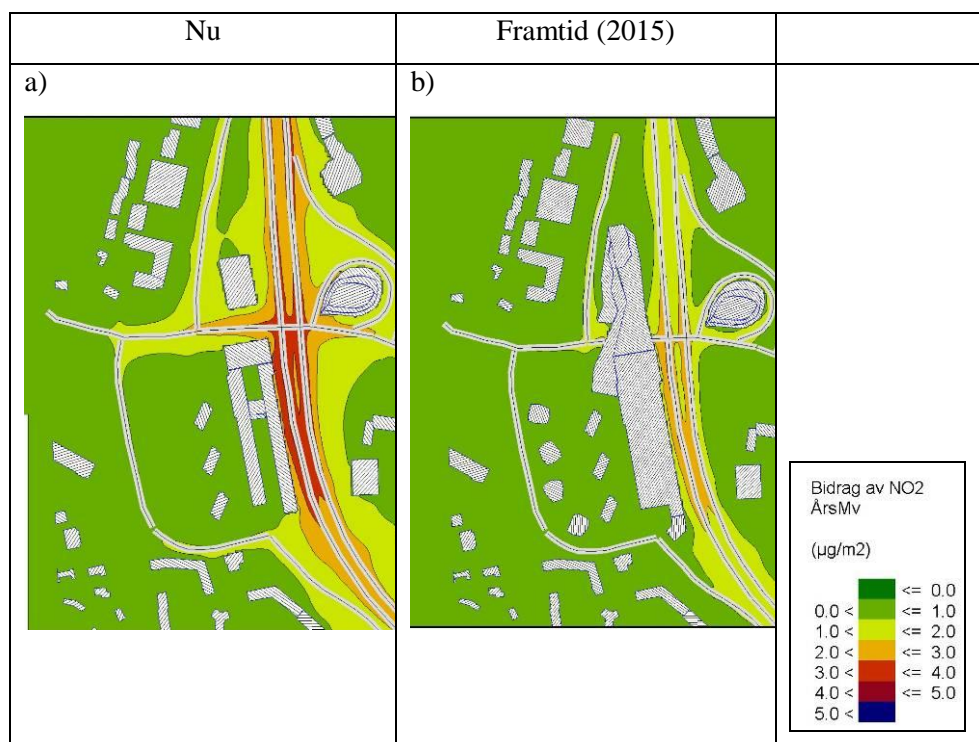 Nu
Framtid (2015)
a)
b)
Bidrag av NO2
ÅrsMv
(µg/m2)
<= 0.0
0.0 < <= 1.0
1.0 < <= 2.0
2.0 < <= 3.0
3.0 < <= 4.0
4.0 < <= 5.0
5.0 <